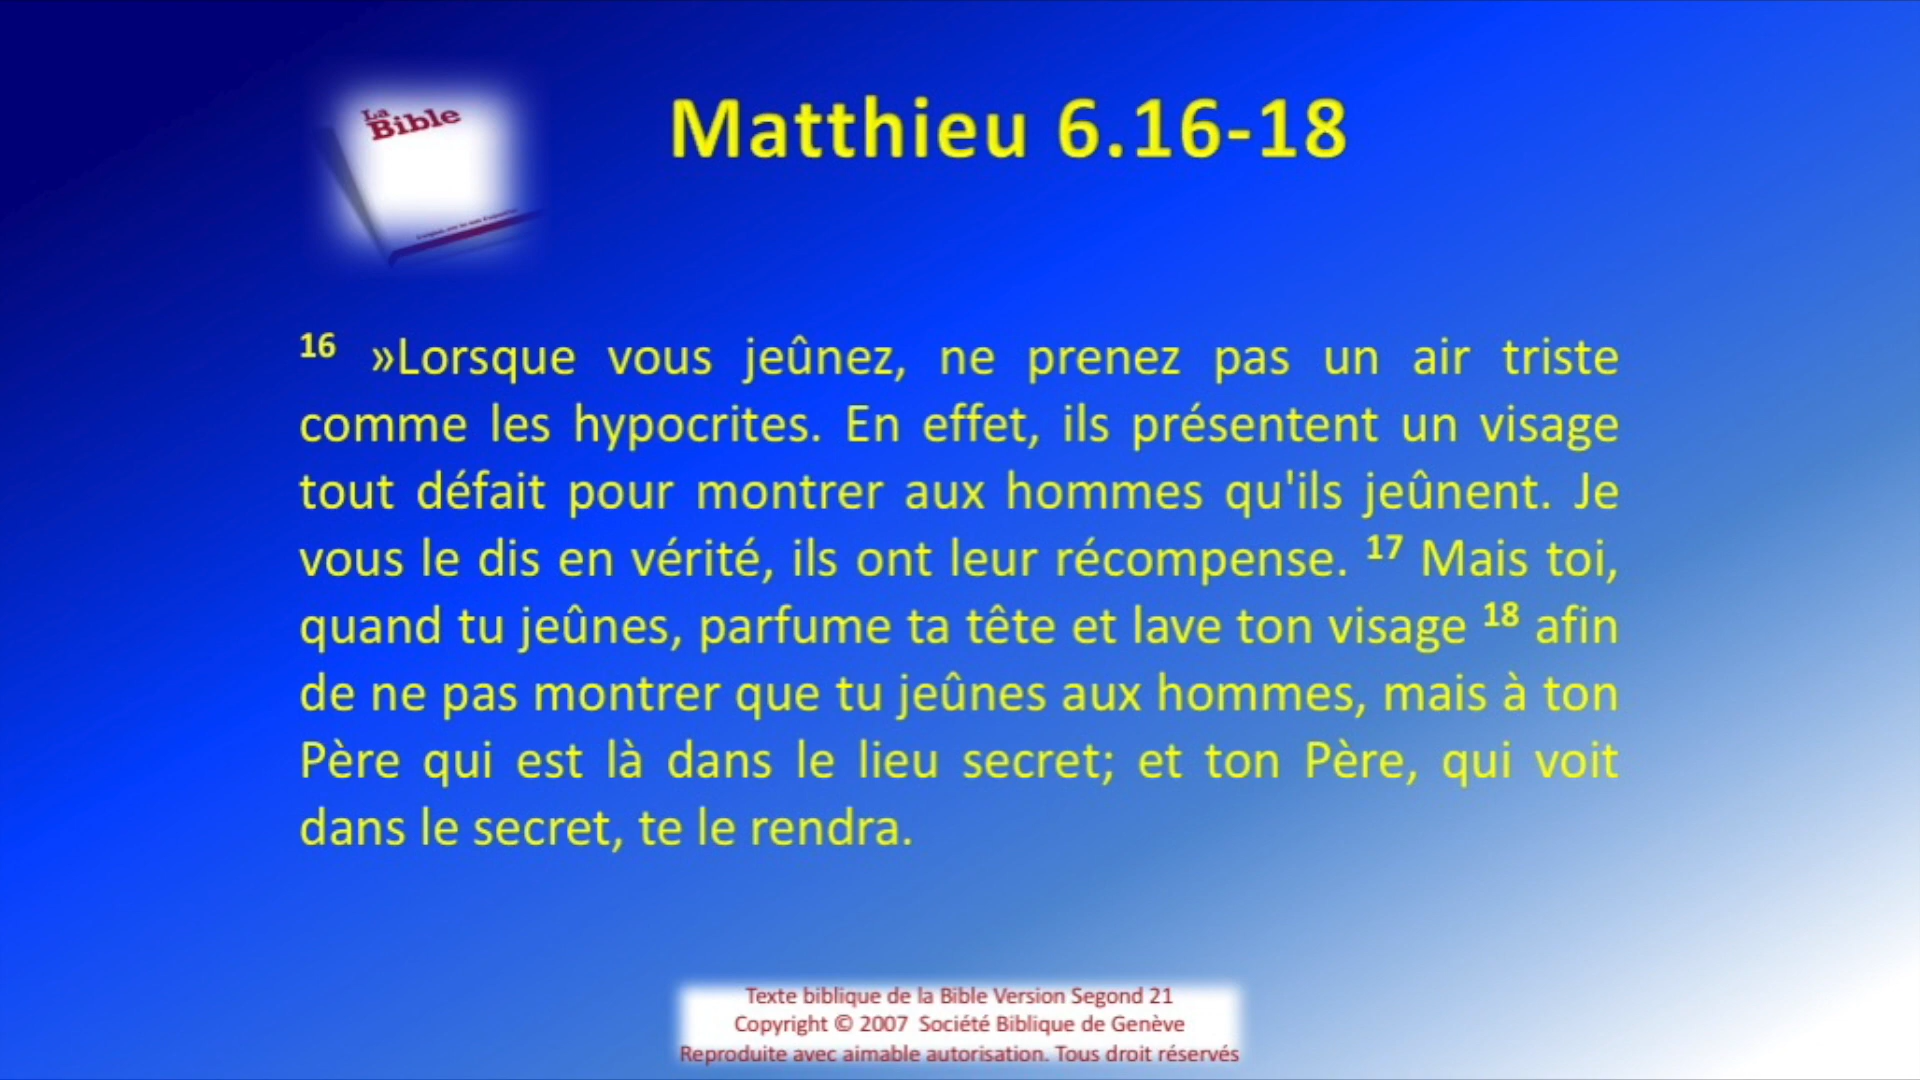 La
Bible
Matthieu 6.16-18
16 »Lorsque vous jeûnez, ne prenez pas un air triste
comme les hypocrites. En effet, ils présentent un visage
tout défait pour montrer aux hommes qu'ils jeûnent. Je
vous le dis en vérité, ils ont leur récompense. 17 Mais toi,
quand tu jeûnes, parfume ta tête et lave ton visage 18 afin
de ne pas montrer que tu jeûnes aux hommes, mais à ton
Père qui est là dans le lieu secret; et ton Père, qui voit
dans le secret, te le rendra.
Texte biblique de la Bible Version Segond 21
Copyright © 2007 Société Biblique de Genève
Reproduite avec aimable autorisation. Tous droit réservés